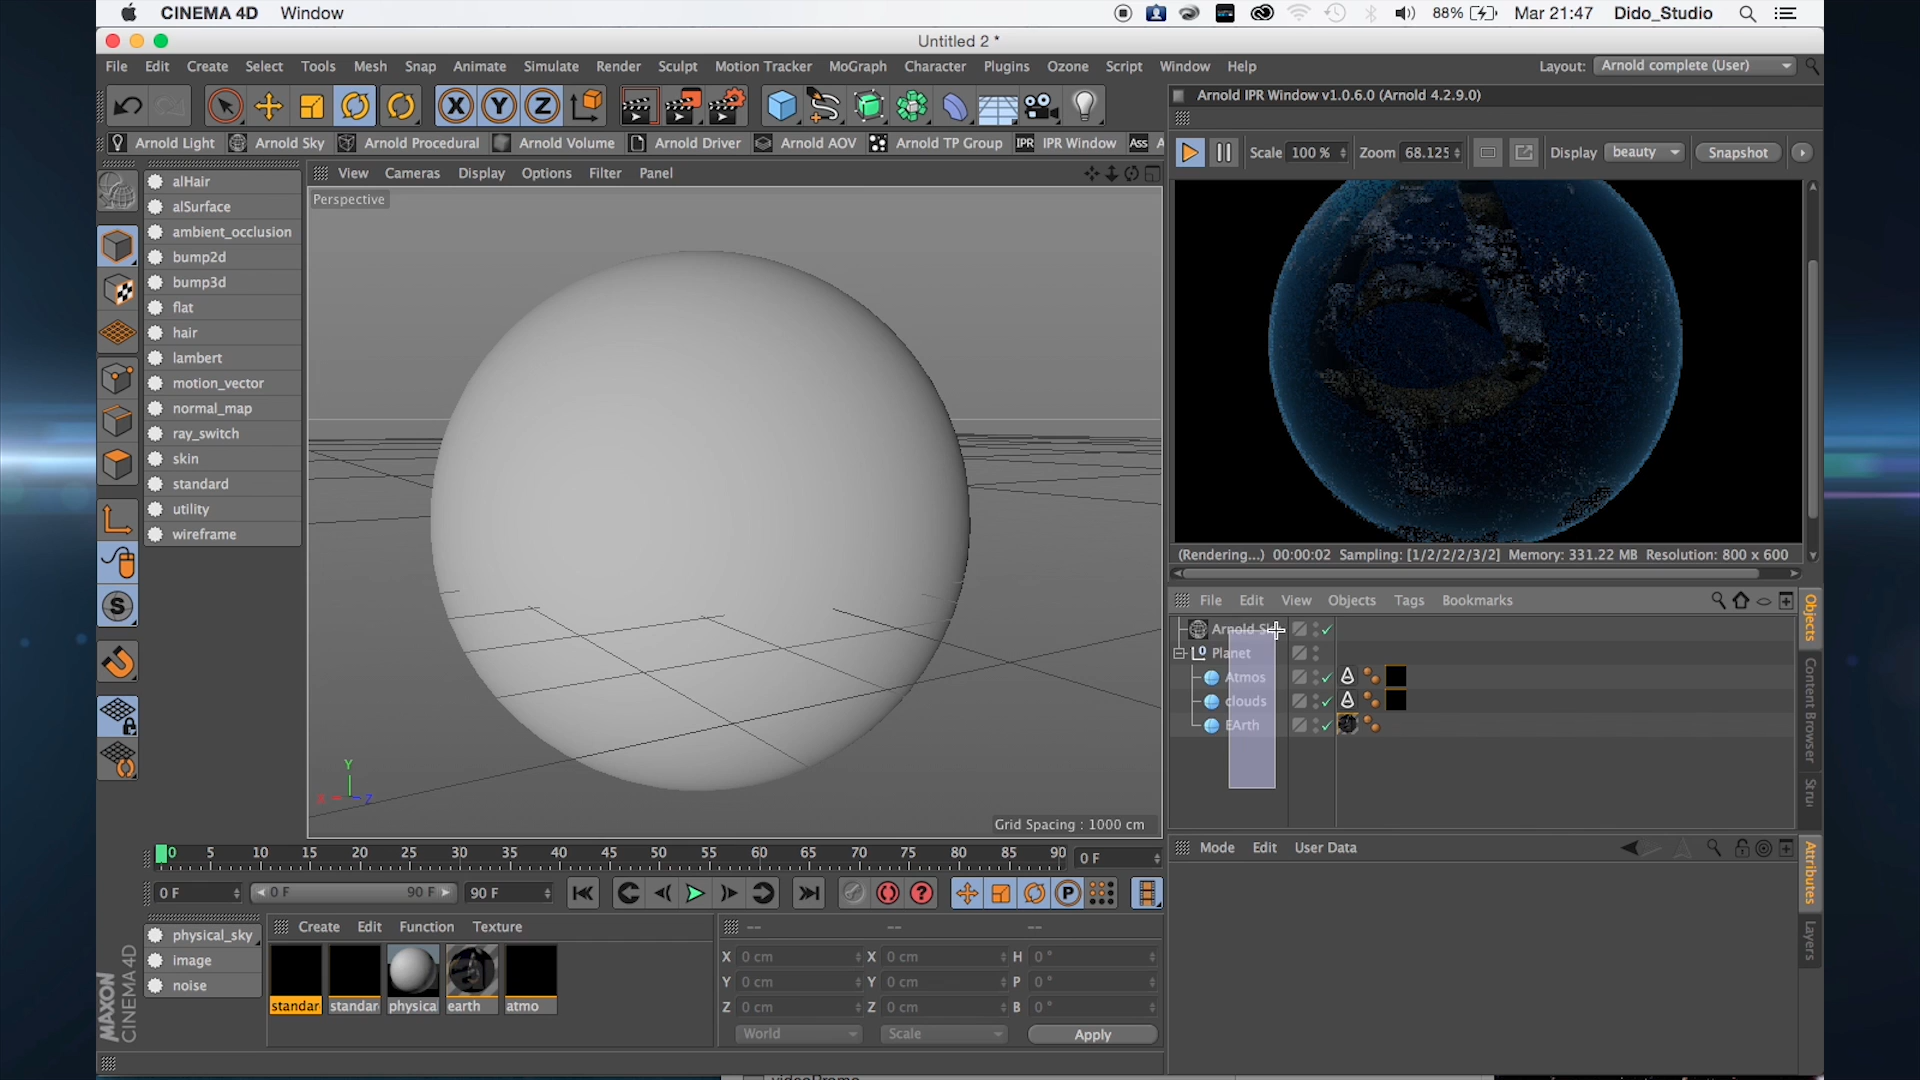 CINEMA 4D Window
88% Mar 21:47 Dido_Studio
Untitled 2 *
File Edit Create Select Tools Mesh Snap Animate Simulate Render Sculpt Motion Tracker MoGraph Character Plugins Ozone Script Window Help
Layout: Arnold complete (User)
X Y Z
Arnold IPR Window v1.0.6.0 (Arnold 4.2.9.0)
Arnold Light Arnold Sky Arnold Procedural Arnold Volume Arnold Driver Arnold AOV Arnold TP Group IPR IPR Window Ass A
Scale 100 % Zoom 68.125 Display beauty Snapshot
View Cameras Display Options Filter Panel
Perspective
alHair
alSurface
ambient_occlusion
bump2d
bump3d
flat
hair
lambert
motion_vector
normal_map
ray_switch
skin
standard
utility
wireframe
S
Y
X
Z
Grid Spacing : 1000 cm
(Rendering...) 00:00:02 Sampling: [1/2/2/2/3/2] Memory: 331.22 MB Resolution: 800 x 600
File Edit View Objects Tags Bookmarks
Arnold S
Planet
Atmos
clouds
EArth
Objects
Content Browser
Stru
Mode Edit User Data
Attributes
Layers
0 5 10 15 20 25 30 35 40 45 50 55 60 65 70 75 80 85 90 0 F
0 F 0 F 90 F 90 F
P
physical_sky
image
noise
Create Edit Function Texture
standar standar physical earth atmo
-- -- --
X 0 cm X 0 cm H 0 °
Y 0 cm Y 0 cm P 0 °
Z 0 cm Z 0 cm B 0 °
World Scale Apply
MAXON
CINEMA 4D